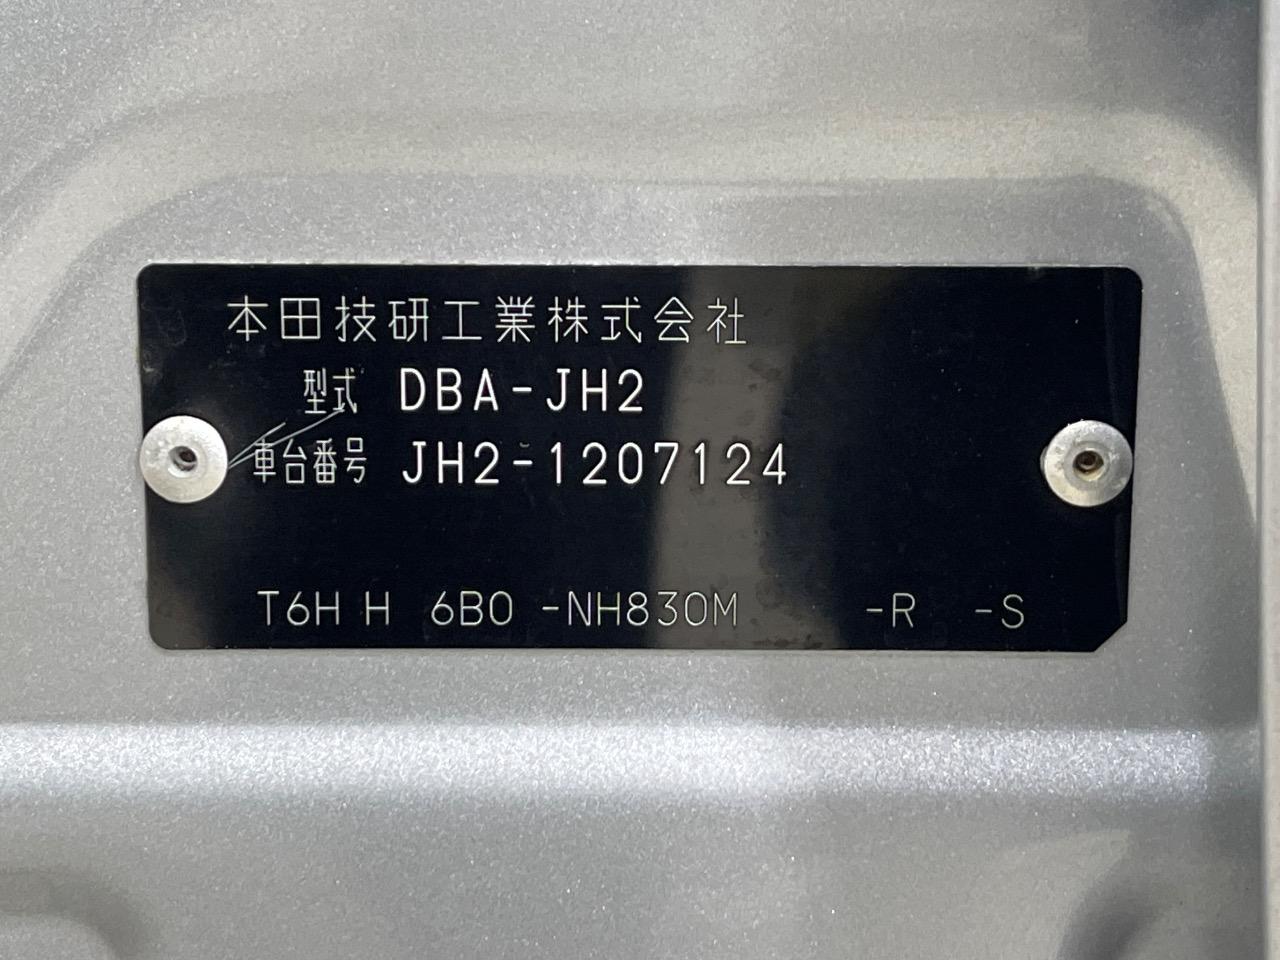 本田技研工業株式会社
型式 DBA-JH2
車台番号 JH2-1207124
T6H H 6B0 -NH830M -R -S